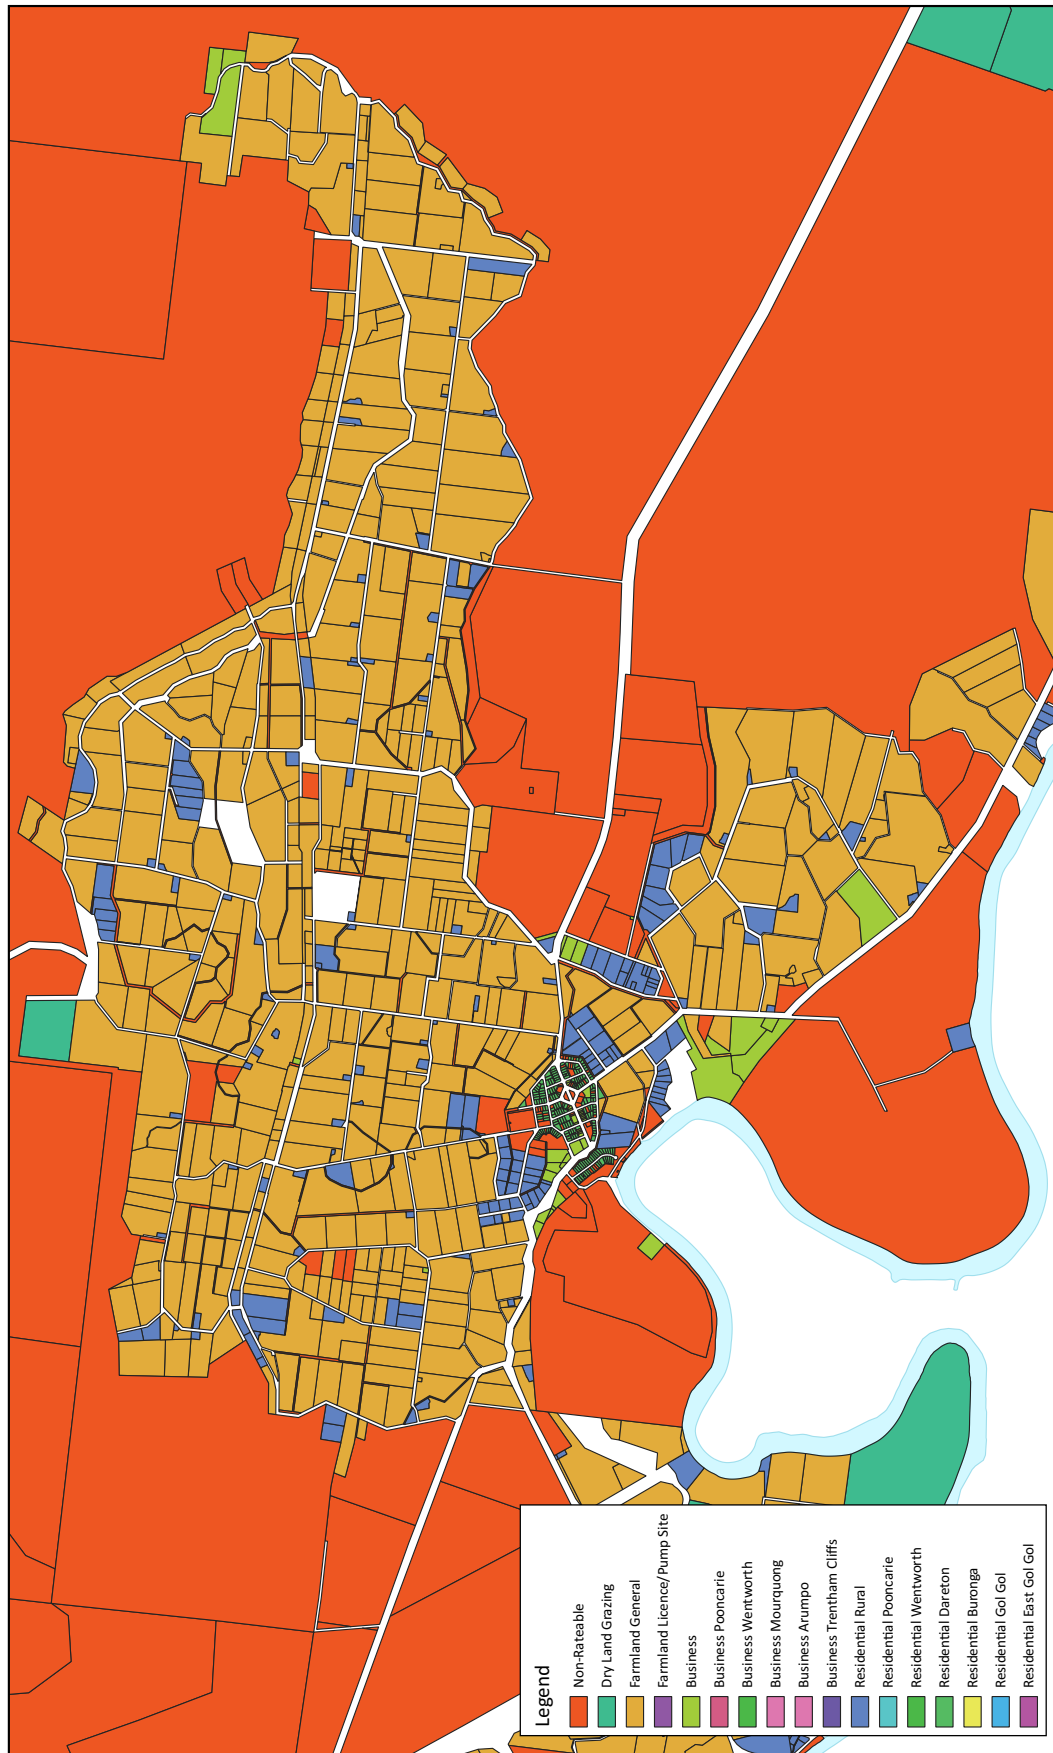 Legend
Non-Rateable
Dry Land Grazing
Farmland General
Farmland Licence/Pump Site
Business
Business Pooncarie
Business Wentworth
Business Mourquong
Business Arumpo
Business Trentham Cliffs
Residential Rural
Residential Pooncarie
Residential Wentworth
Residential Dareton
Residential Buronga
Residential Gol Gol
Residential East Gol Gol